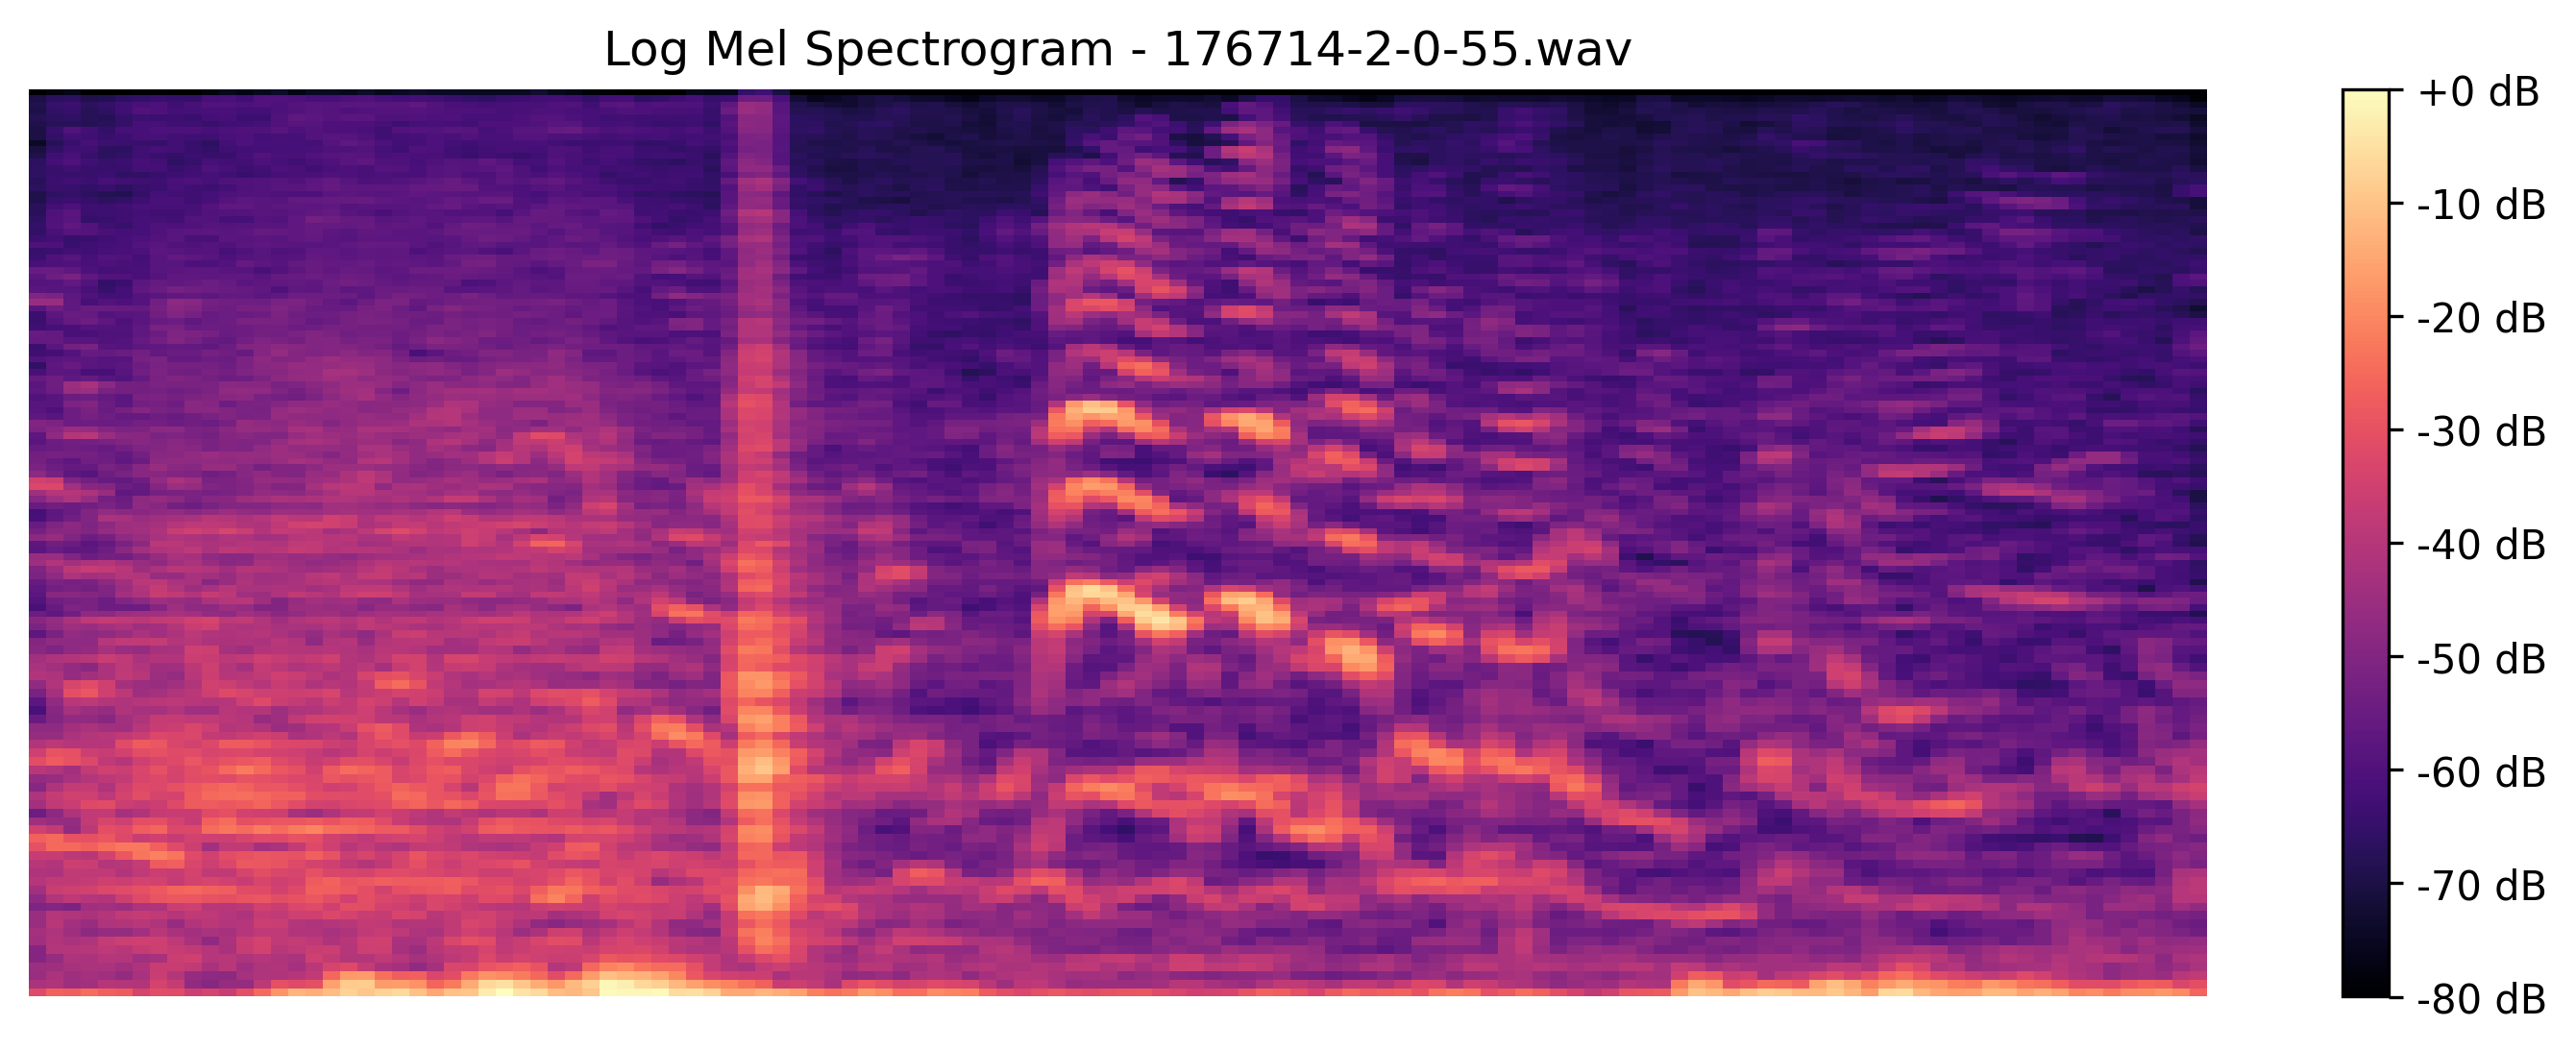 Log Mel Spectrogram - 176714-2-0-55.wav
+0 dB
-10 dB
-20 dB
-30 dB
-40 dB
-50 dB
-60 dB
-70 dB
-80 dB